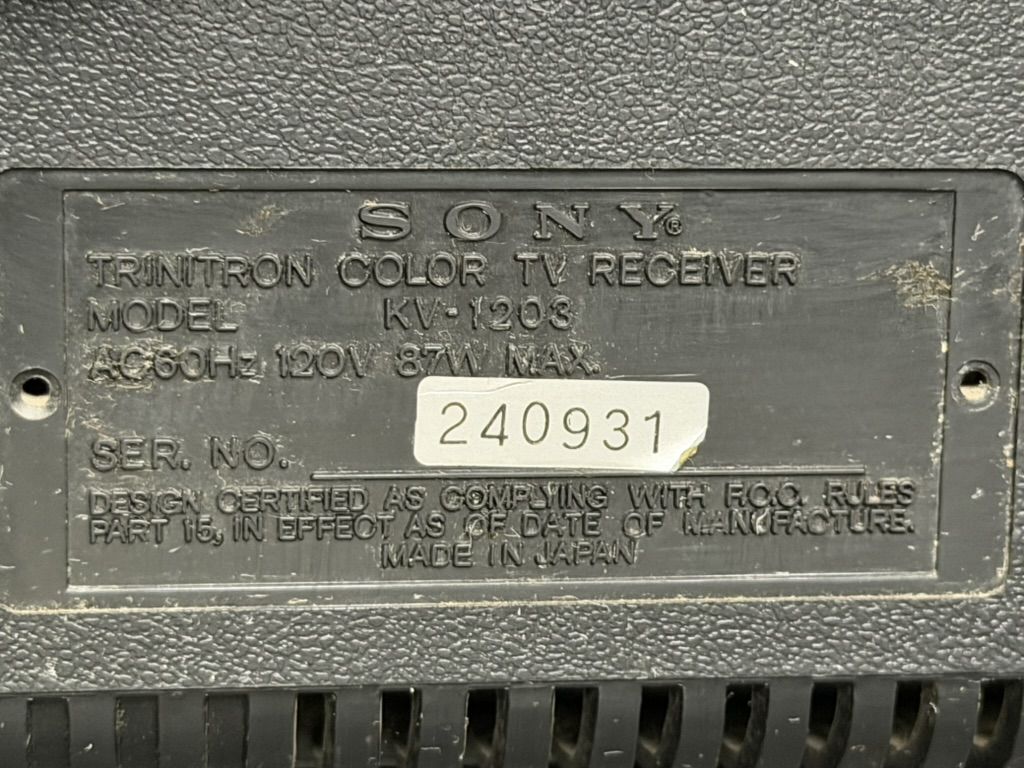 SONY®
TRINITRON COLOR TV RECEIVER
MODEL KV-1203
AC60Hz 120V 87W MAX.
240931
SER. NO.
DESIGN CERTIFIED AS COMPLYING WITH F.C.C. RULES
PART 15, IN EFFECT AS OF DATE OF MANUFACTURE.
MADE IN JAPAN